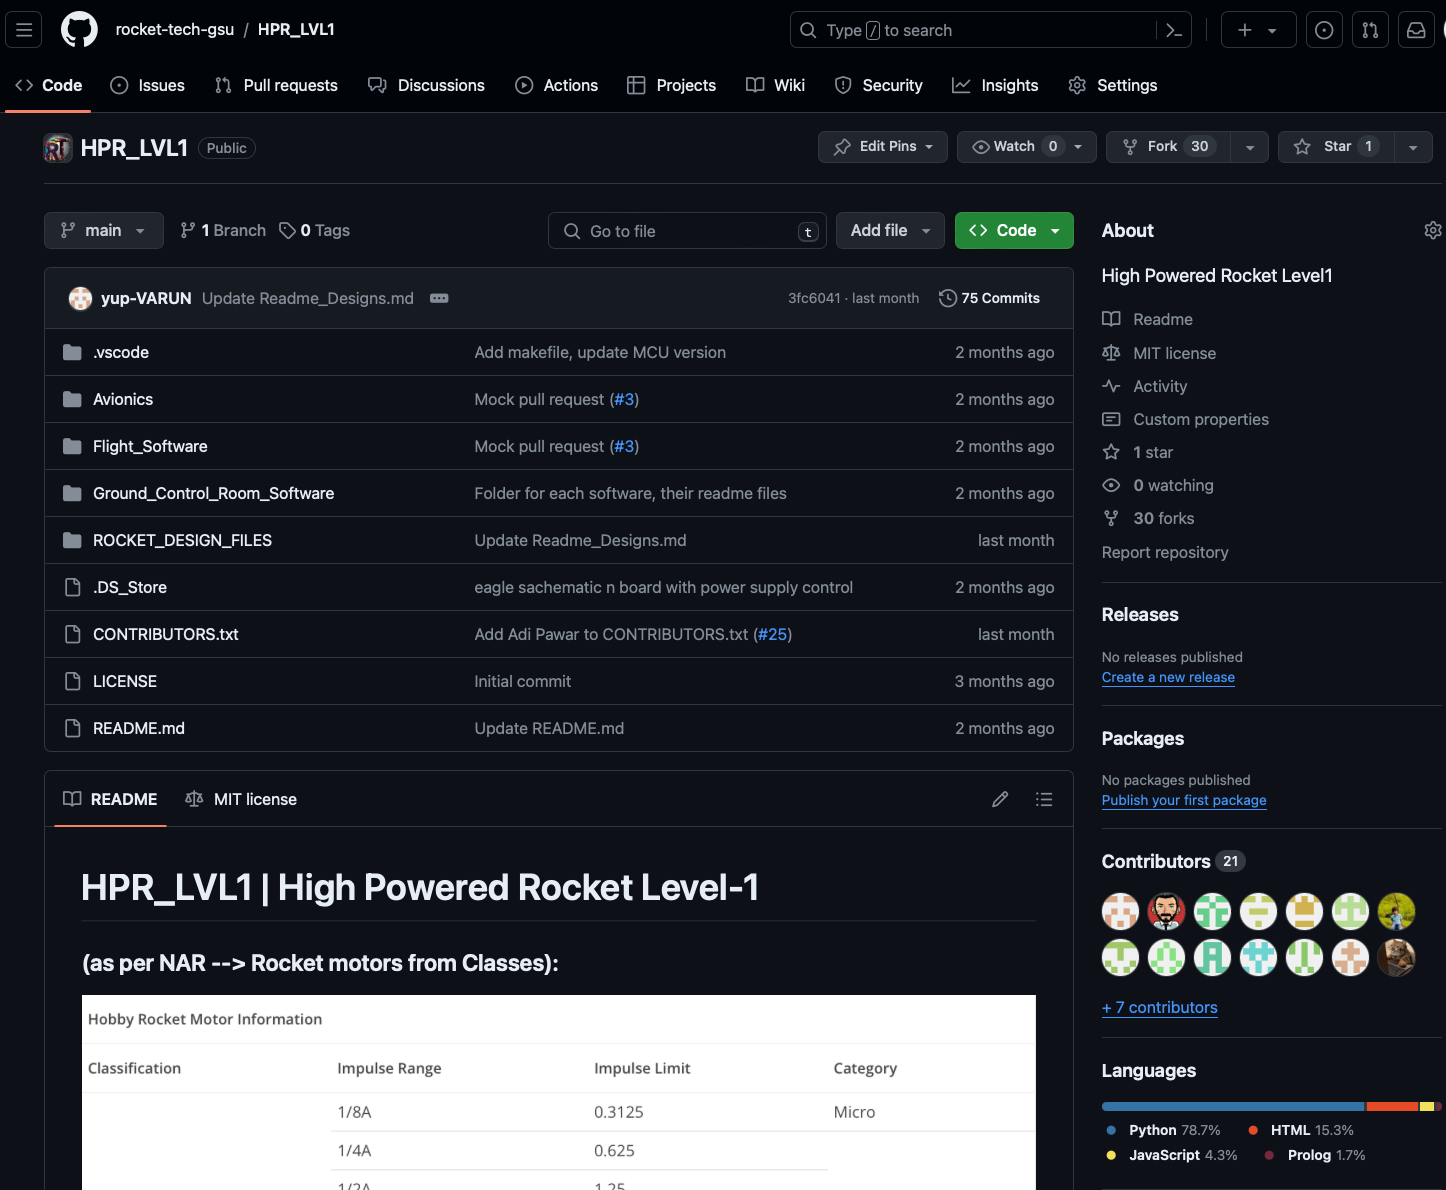 rocket-tech-gsu / HPR_LVL1
Type / to search
Code Issues Pull requests Discussions Actions Projects Wiki Security Insights Settings
HPR_LVL1 Public
Edit Pins Watch 0 Fork 30 Star 1
main 1 Branch 0 Tags
Go to file t Add file Code
yup-VARUN Update Readme_Designs.md 3fc6041 · last month 75 Commits
.vscode Add makefile, update MCU version 2 months ago
Avionics Mock pull request (#3) 2 months ago
Flight_Software Mock pull request (#3) 2 months ago
Ground_Control_Room_Software Folder for each software, their readme files 2 months ago
ROCKET_DESIGN_FILES Update Readme_Designs.md last month
.DS_Store eagle sachematic n board with power supply control 2 months ago
CONTRIBUTORS.txt Add Adi Pawar to CONTRIBUTORS.txt (#25) last month
LICENSE Initial commit 3 months ago
README.md Update README.md 2 months ago
README MIT license
HPR_LVL1 | High Powered Rocket Level-1
(as per NAR --> Rocket motors from Classes):
Hobby Rocket Motor Information
Classification Impulse Range Impulse Limit Category
1/8A 0.3125 Micro
1/4A 0.625
1/2A 1.25
About
High Powered Rocket Level1
Readme
MIT license
Activity
Custom properties
1 star
0 watching
30 forks
Report repository
Releases
No releases published
Create a new release
Packages
No packages published
Publish your first package
Contributors 21
+ 7 contributors
Languages
Python 78.7% HTML 15.3%
JavaScript 4.3% Prolog 1.7%